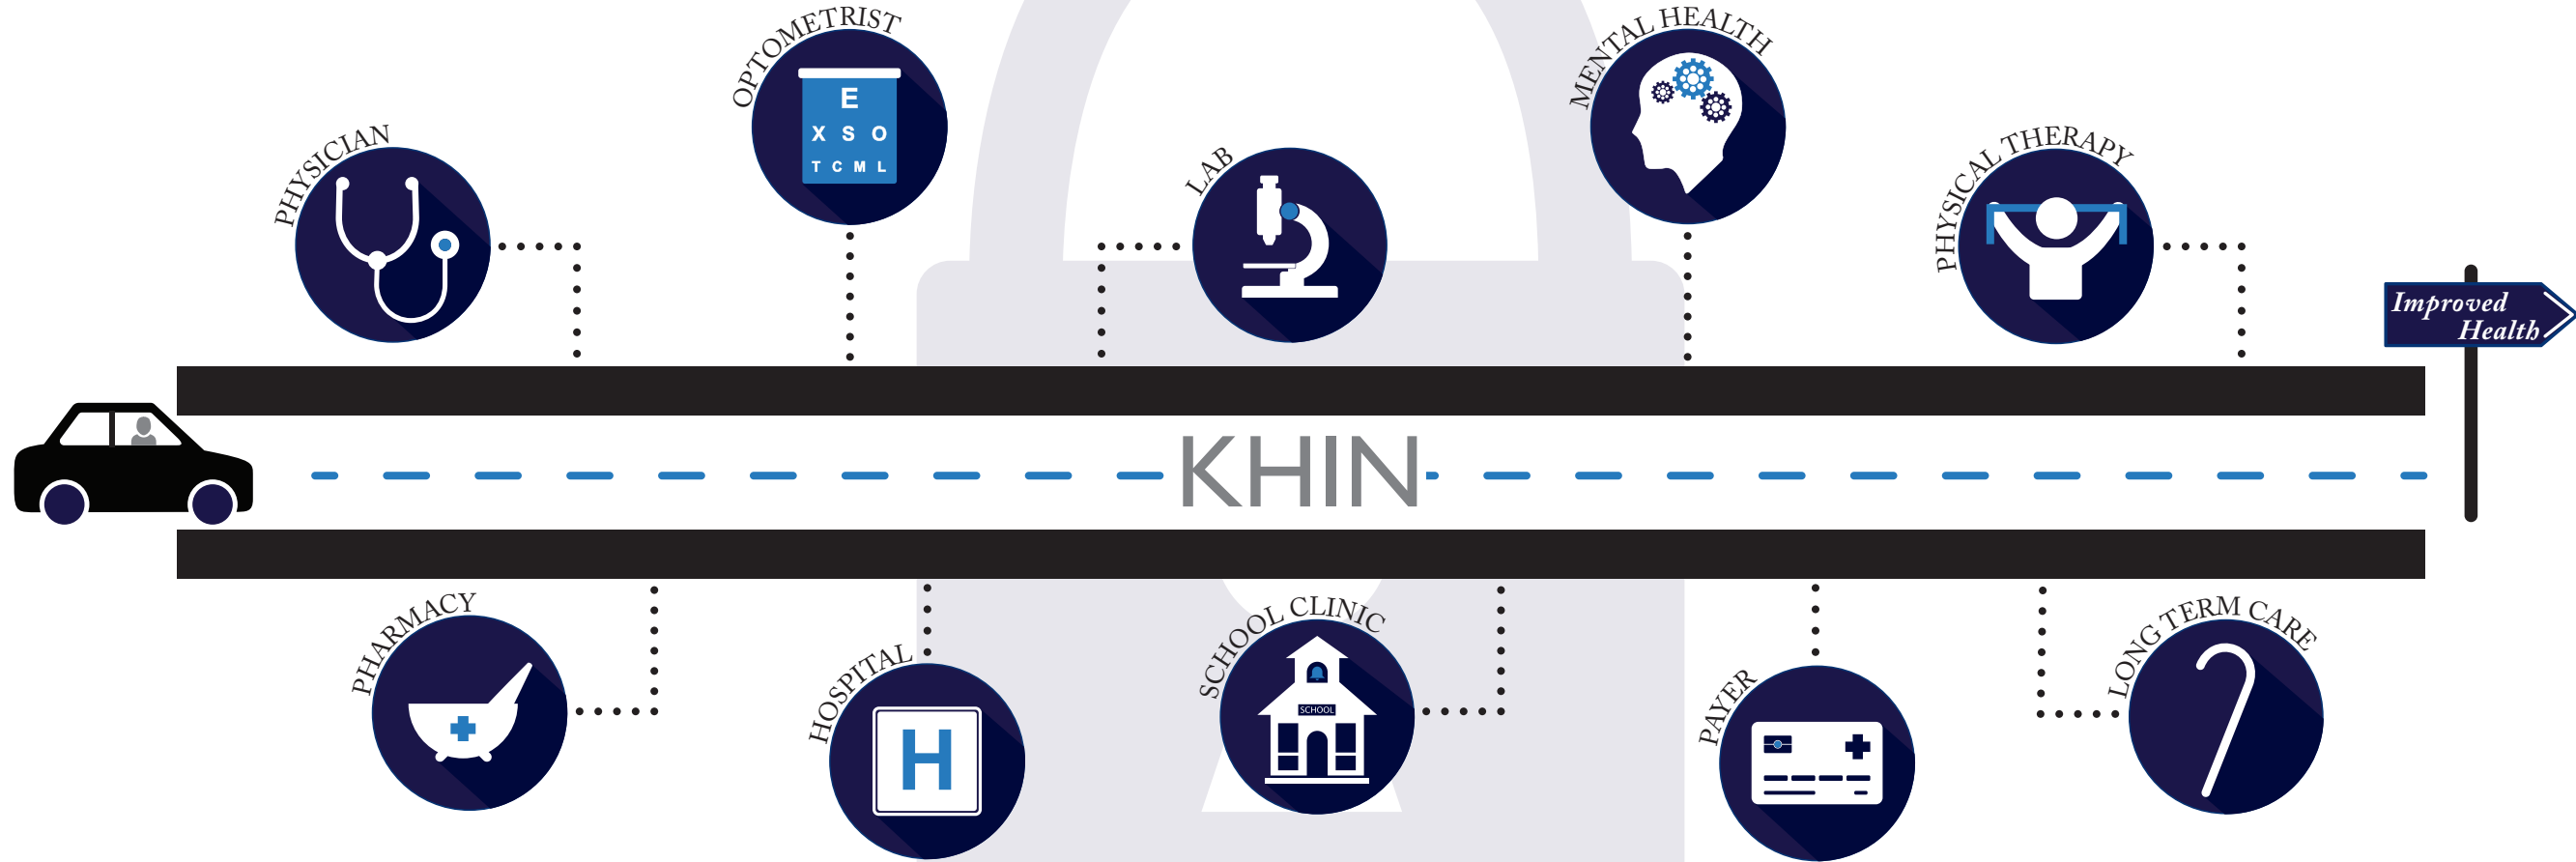 PHYSICIAN
OPTOMETRIST
E
X S O
T C M L
LAB
MENTAL HEALTH
PHYSICAL THERAPY
Improved
Health
KHIN
PHARMACY
HOSPITAL
H
SCHOOL CLINIC
SCHOOL
PAYER
LONG TERM CARE